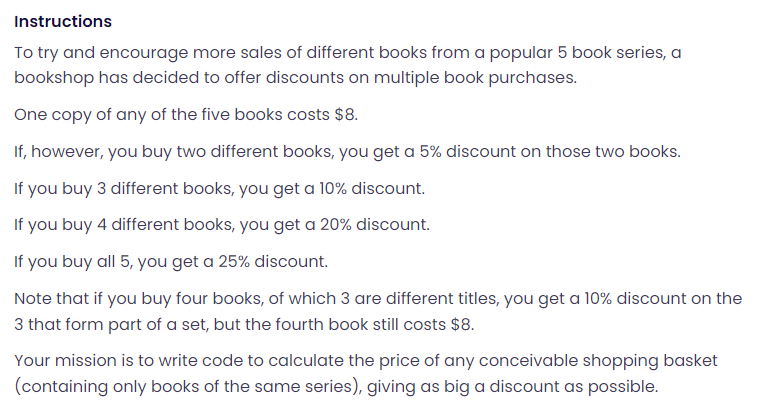 Instructions
To try and encourage more sales of different books from a popular 5 book series, a
bookshop has decided to offer discounts on multiple book purchases.
One copy of any of the five books costs $8.
If, however, you buy two different books, you get a 5% discount on those two books.
If you buy 3 different books, you get a 10% discount.
If you buy 4 different books, you get a 20% discount.
If you buy all 5, you get a 25% discount.
Note that if you buy four books, of which 3 are different titles, you get a 10% discount on the
3 that form part of a set, but the fourth book still costs $8.
Your mission is to write code to calculate the price of any conceivable shopping basket
(containing only books of the same series), giving as big a discount as possible.